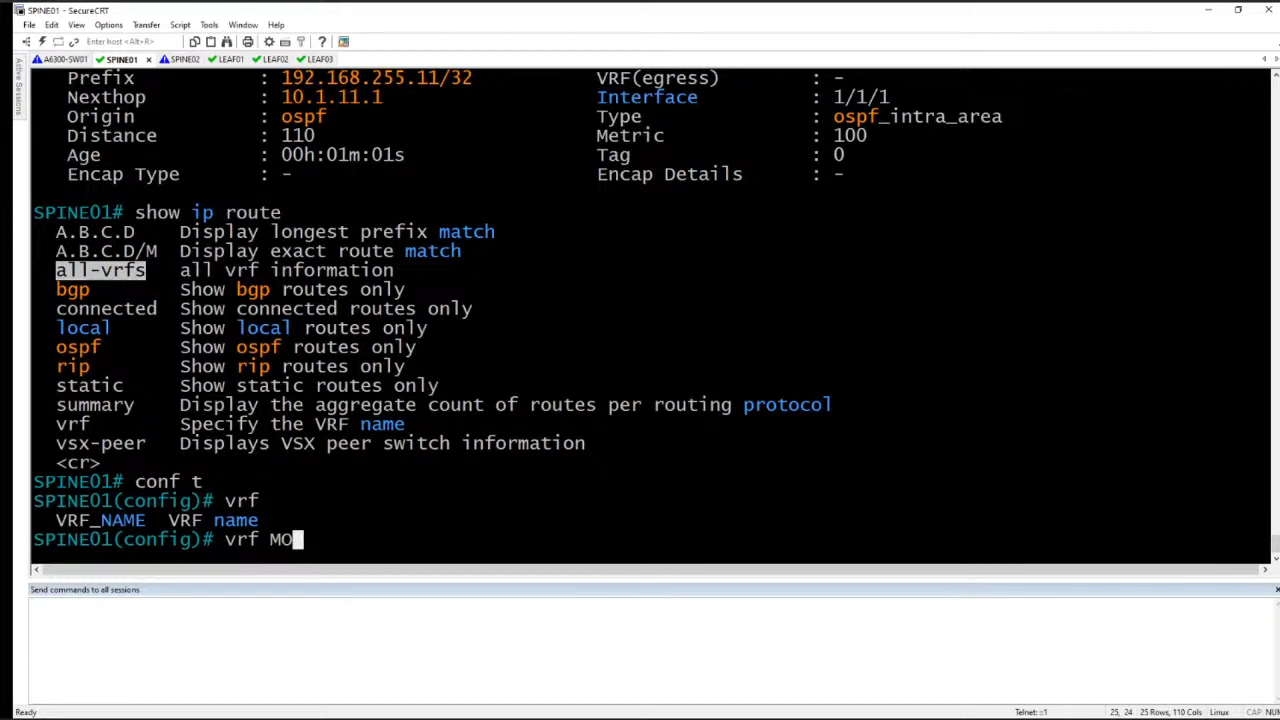 SPINE01 - SecureCRT
File Edit View Options Transfer Script Tools Window Help
Enter host <Alt+R>
A6300-SW01 SPINE01 × SPINE02 LEAF01 LEAF02 LEAF03
Active Sessions
Prefix : 192.168.255.11/32 VRF(egress) : -
Nexthop : 10.1.11.1 Interface : 1/1/1
Origin : ospf Type : ospf_intra_area
Distance : 110 Metric : 100
Age : 00h:01m:01s Tag : 0
Encap Type : - Encap Details : -
SPINE01# show ip route
A.B.C.D Display longest prefix match
A.B.C.D/M Display exact route match
all-vrfs all vrf information
bgp Show bgp routes only
connected Show connected routes only
local Show local routes only
ospf Show ospf routes only
rip Show rip routes only
static Show static routes only
summary Display the aggregate count of routes per routing protocol
vrf Specify the VRF name
vsx-peer Displays VSX peer switch information
<cr>
SPINE01# conf t
SPINE01(config)# vrf
VRF_NAME VRF name
SPINE01(config)# vrf MO
Send commands to all sessions
Ready Telnet: ::1 25, 24 25 Rows, 110 Cols Linux CAP NUM